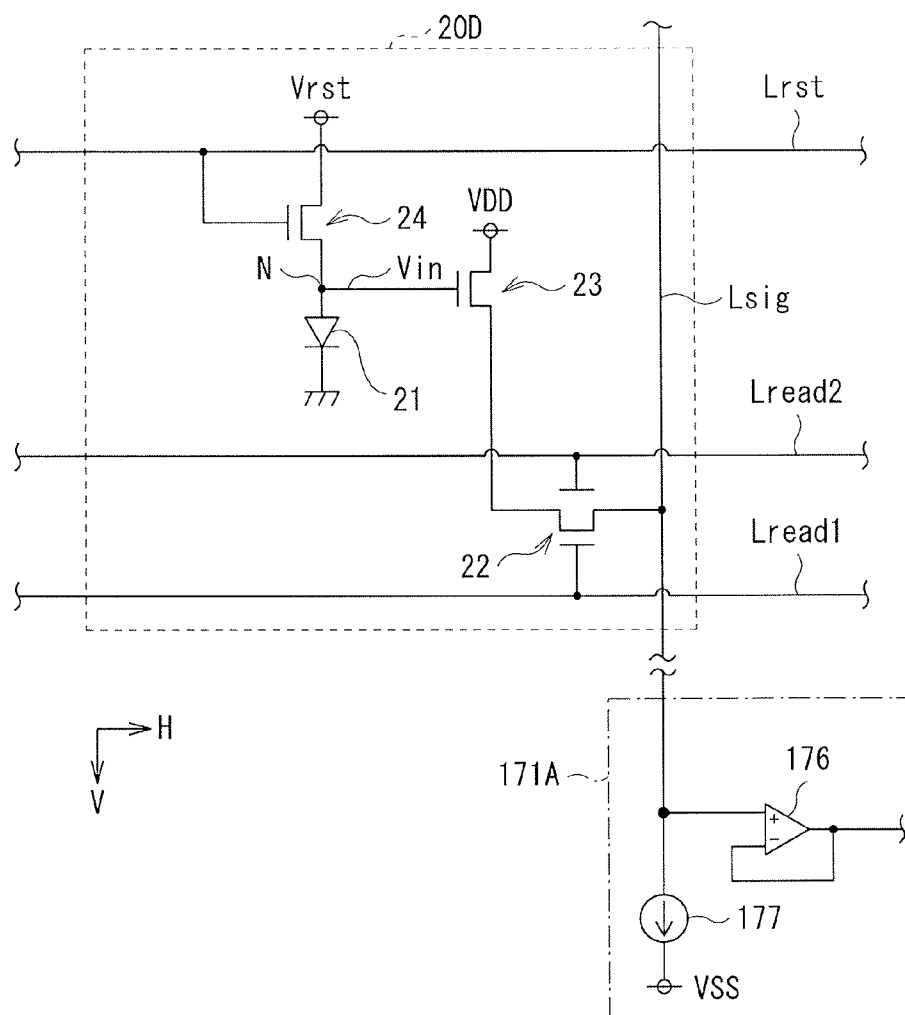 20D
Vrst
Lrst
24
VDD
N
Vin
23
Lsig
21
Lread2
22
Lread1
H
V
171A
176
+
−
177
VSS